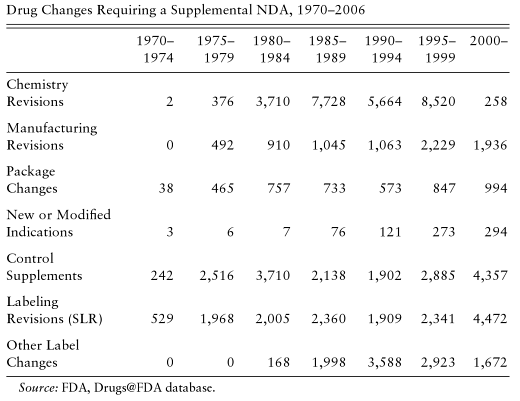 Drug Changes Requiring a Supplemental NDA, 1970–2006
1970– 1975– 1980– 1985– 1990– 1995– 2000–
1974 1979 1984 1989 1994 1999
Chemistry
Revisions 2 376 3,710 7,728 5,664 8,520 258
Manufacturing
Revisions 0 492 910 1,045 1,063 2,229 1,936
Package
Changes 38 465 757 733 573 847 994
New or Modified
Indications 3 6 7 76 121 273 294
Control
Supplements 242 2,516 3,710 2,138 1,902 2,885 4,357
Labeling
Revisions (SLR) 529 1,968 2,005 2,360 1,909 2,341 4,472
Other Label
Changes 0 0 168 1,998 3,588 2,923 1,672
Source: FDA, Drugs@FDA database.